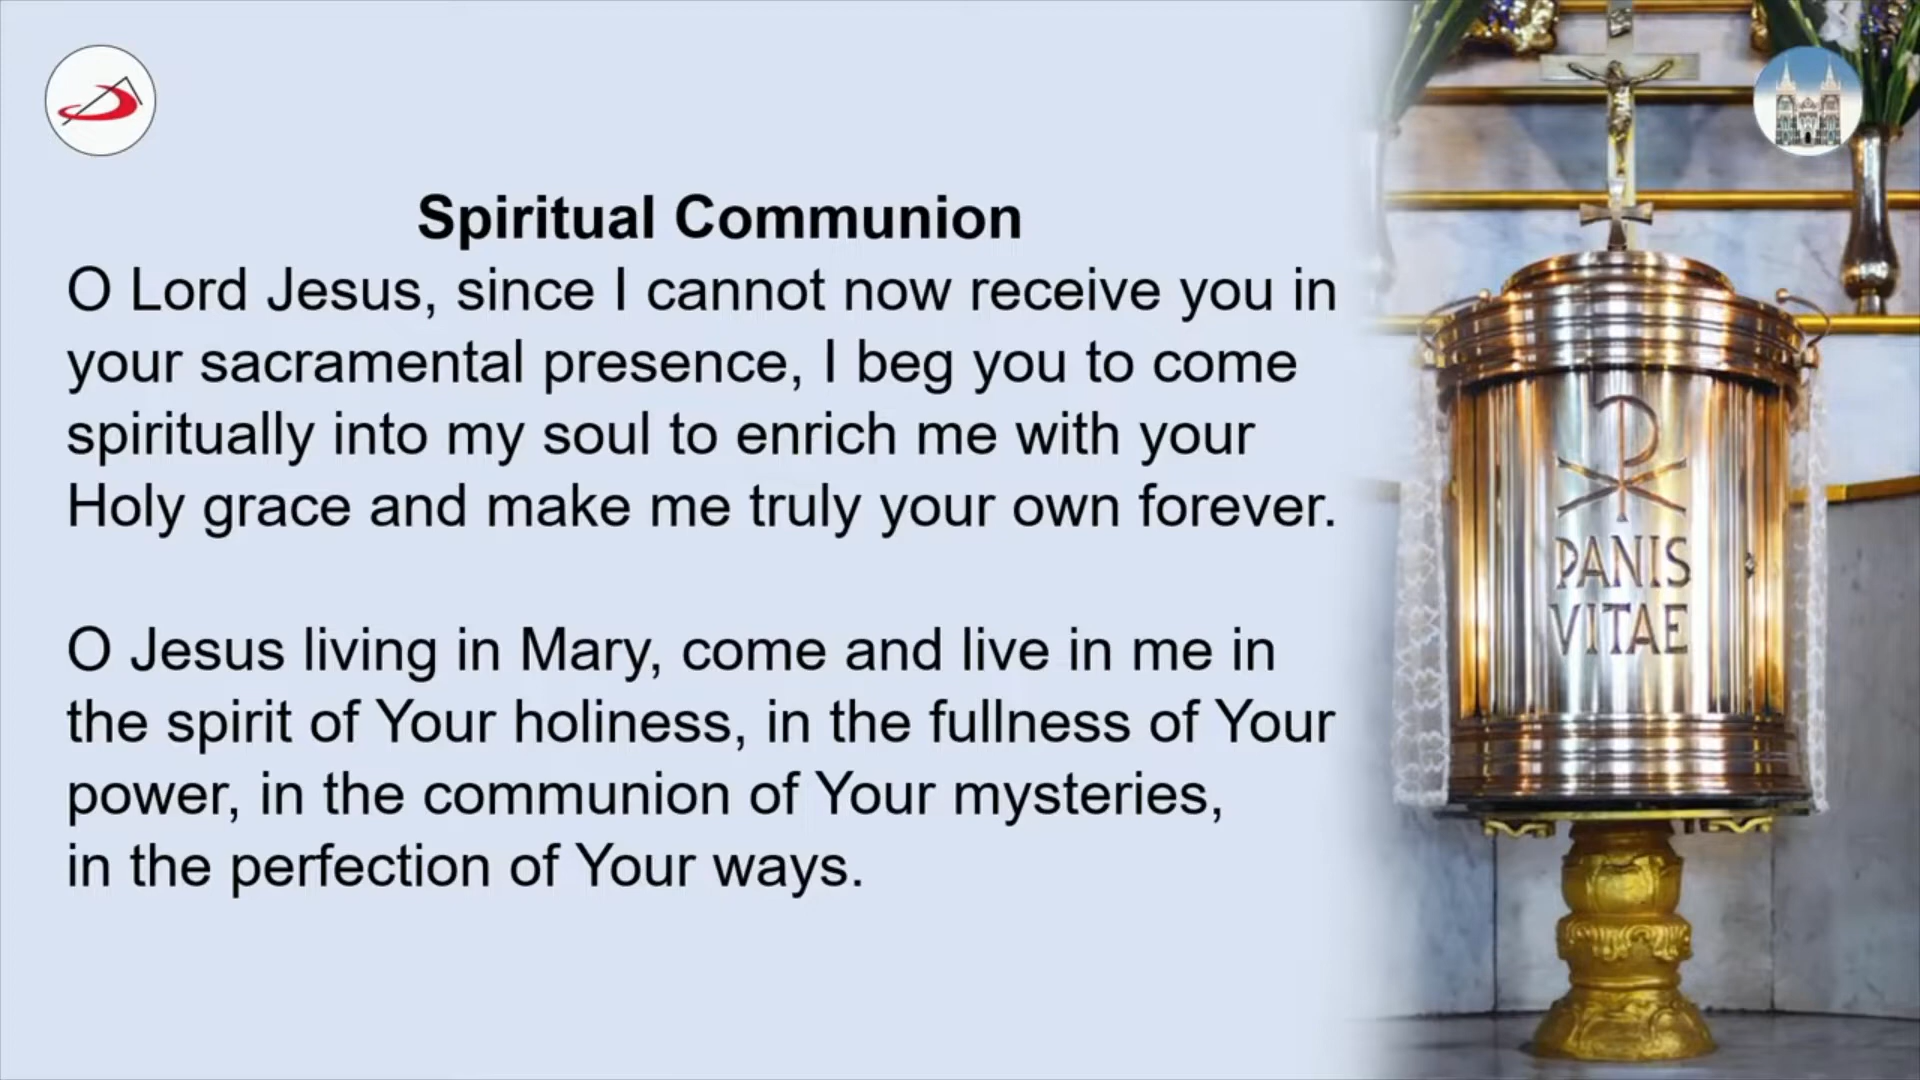 Spiritual Communion
O Lord Jesus, since I cannot now receive you in
your sacramental presence, I beg you to come
spiritually into my soul to enrich me with your
Holy grace and make me truly your own forever.
O Jesus living in Mary, come and live in me in
the spirit of Your holiness, in the fullness of Your
power, in the communion of Your mysteries,
in the perfection of Your ways.
PANIS
VITAE